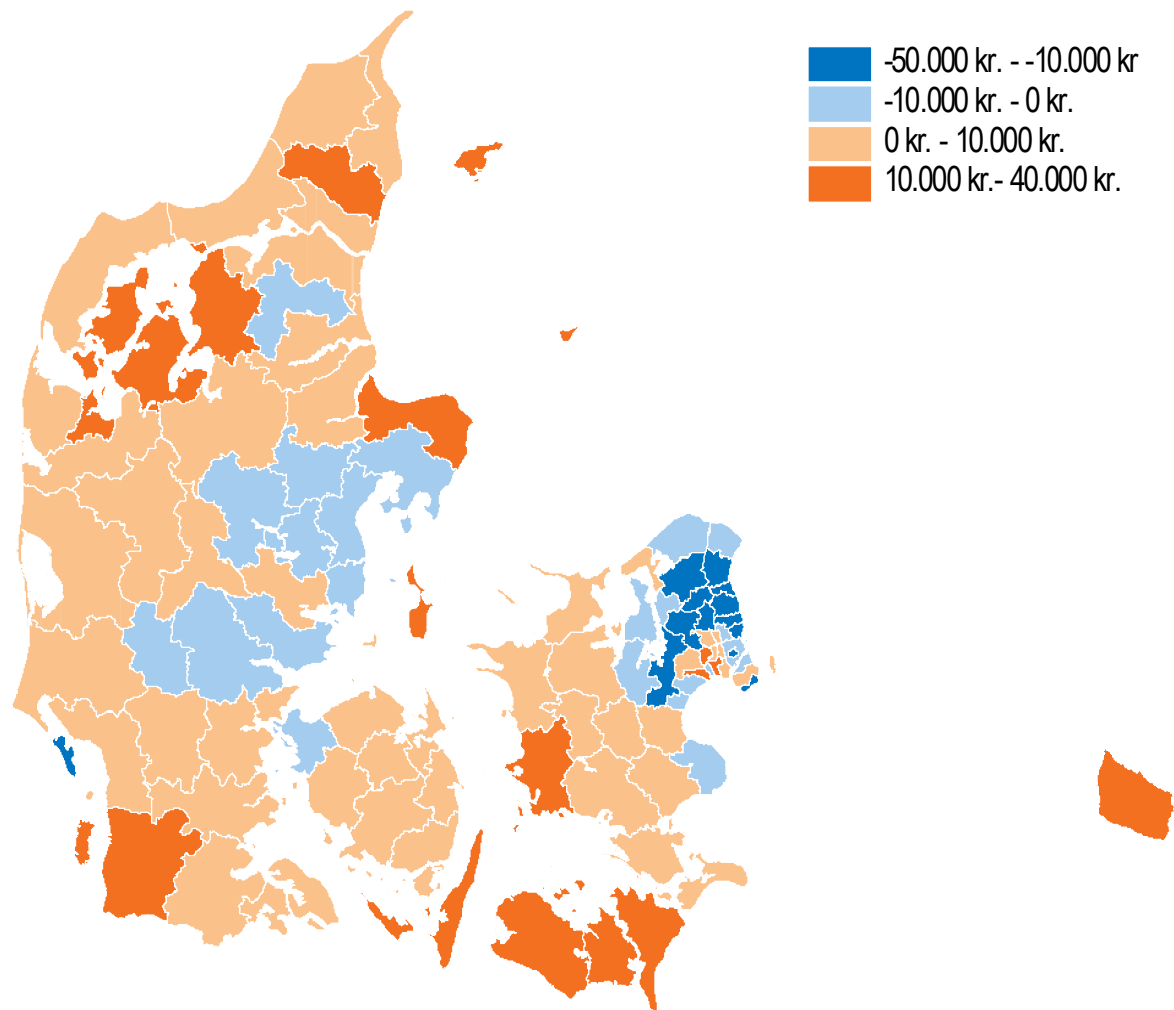 -50.000 kr. - -10.000 kr
-10.000 kr. - 0 kr.
0 kr. - 10.000 kr.
10.000 kr.- 40.000 kr.